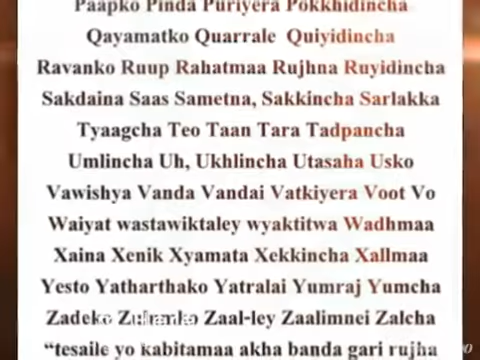 Paapko Pinda Puriyera Pokkhidincha
Qayamatko Quarrale Quiyidincha
Ravanko Ruup Rahatmaa Rujhna Ruyidincha
Sakdaina Saas Sametna, Sakkincha Sarlakka
Tyaagcha Teo Taan Tara Tadpancha
Umlincha Uh, Ukhlincha Utasaha Usko
Vawishya Vanda Vandai Vatkiyera Voot Vo
Waiyat wastawiktaley wyaktitwa Wadhmaa
Xaina Xenik Xyamata Xekkincha Xallmaa
Yesto Yatharthako Yatralai Yumraj Yumcha
Zadeko Zaal-ley Zaalimnei Zalcha
“tesaile yo kabitamaa akha banda gari rujha